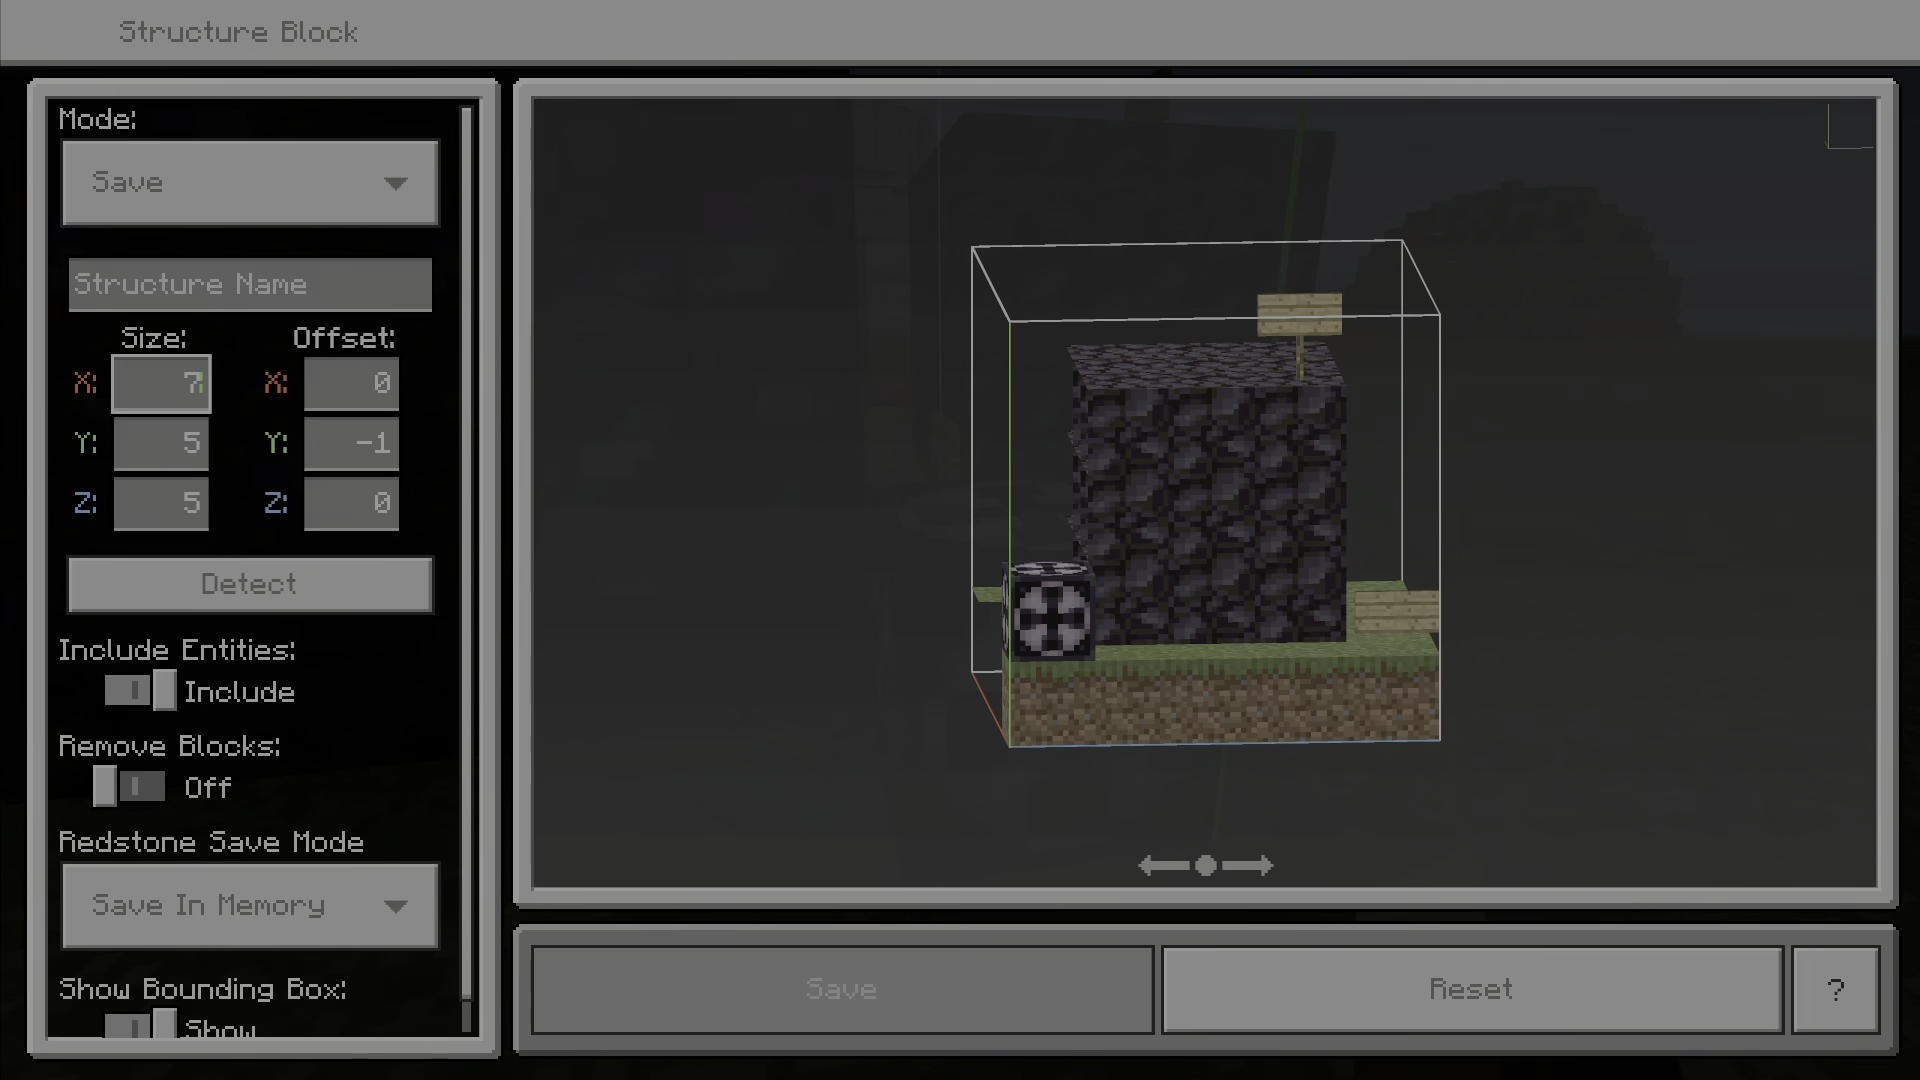 Structure Block
Mode:
Save
Structure Name
Size: Offset:
X: 7 X: 0
Y: 5 Y: -1
Z: 5 Z: 0
Detect
Include Entities:
Include
Remove Blocks:
Off
Redstone Save Mode
Save In Memory
Show Bounding Box:
Show
Save Reset ?